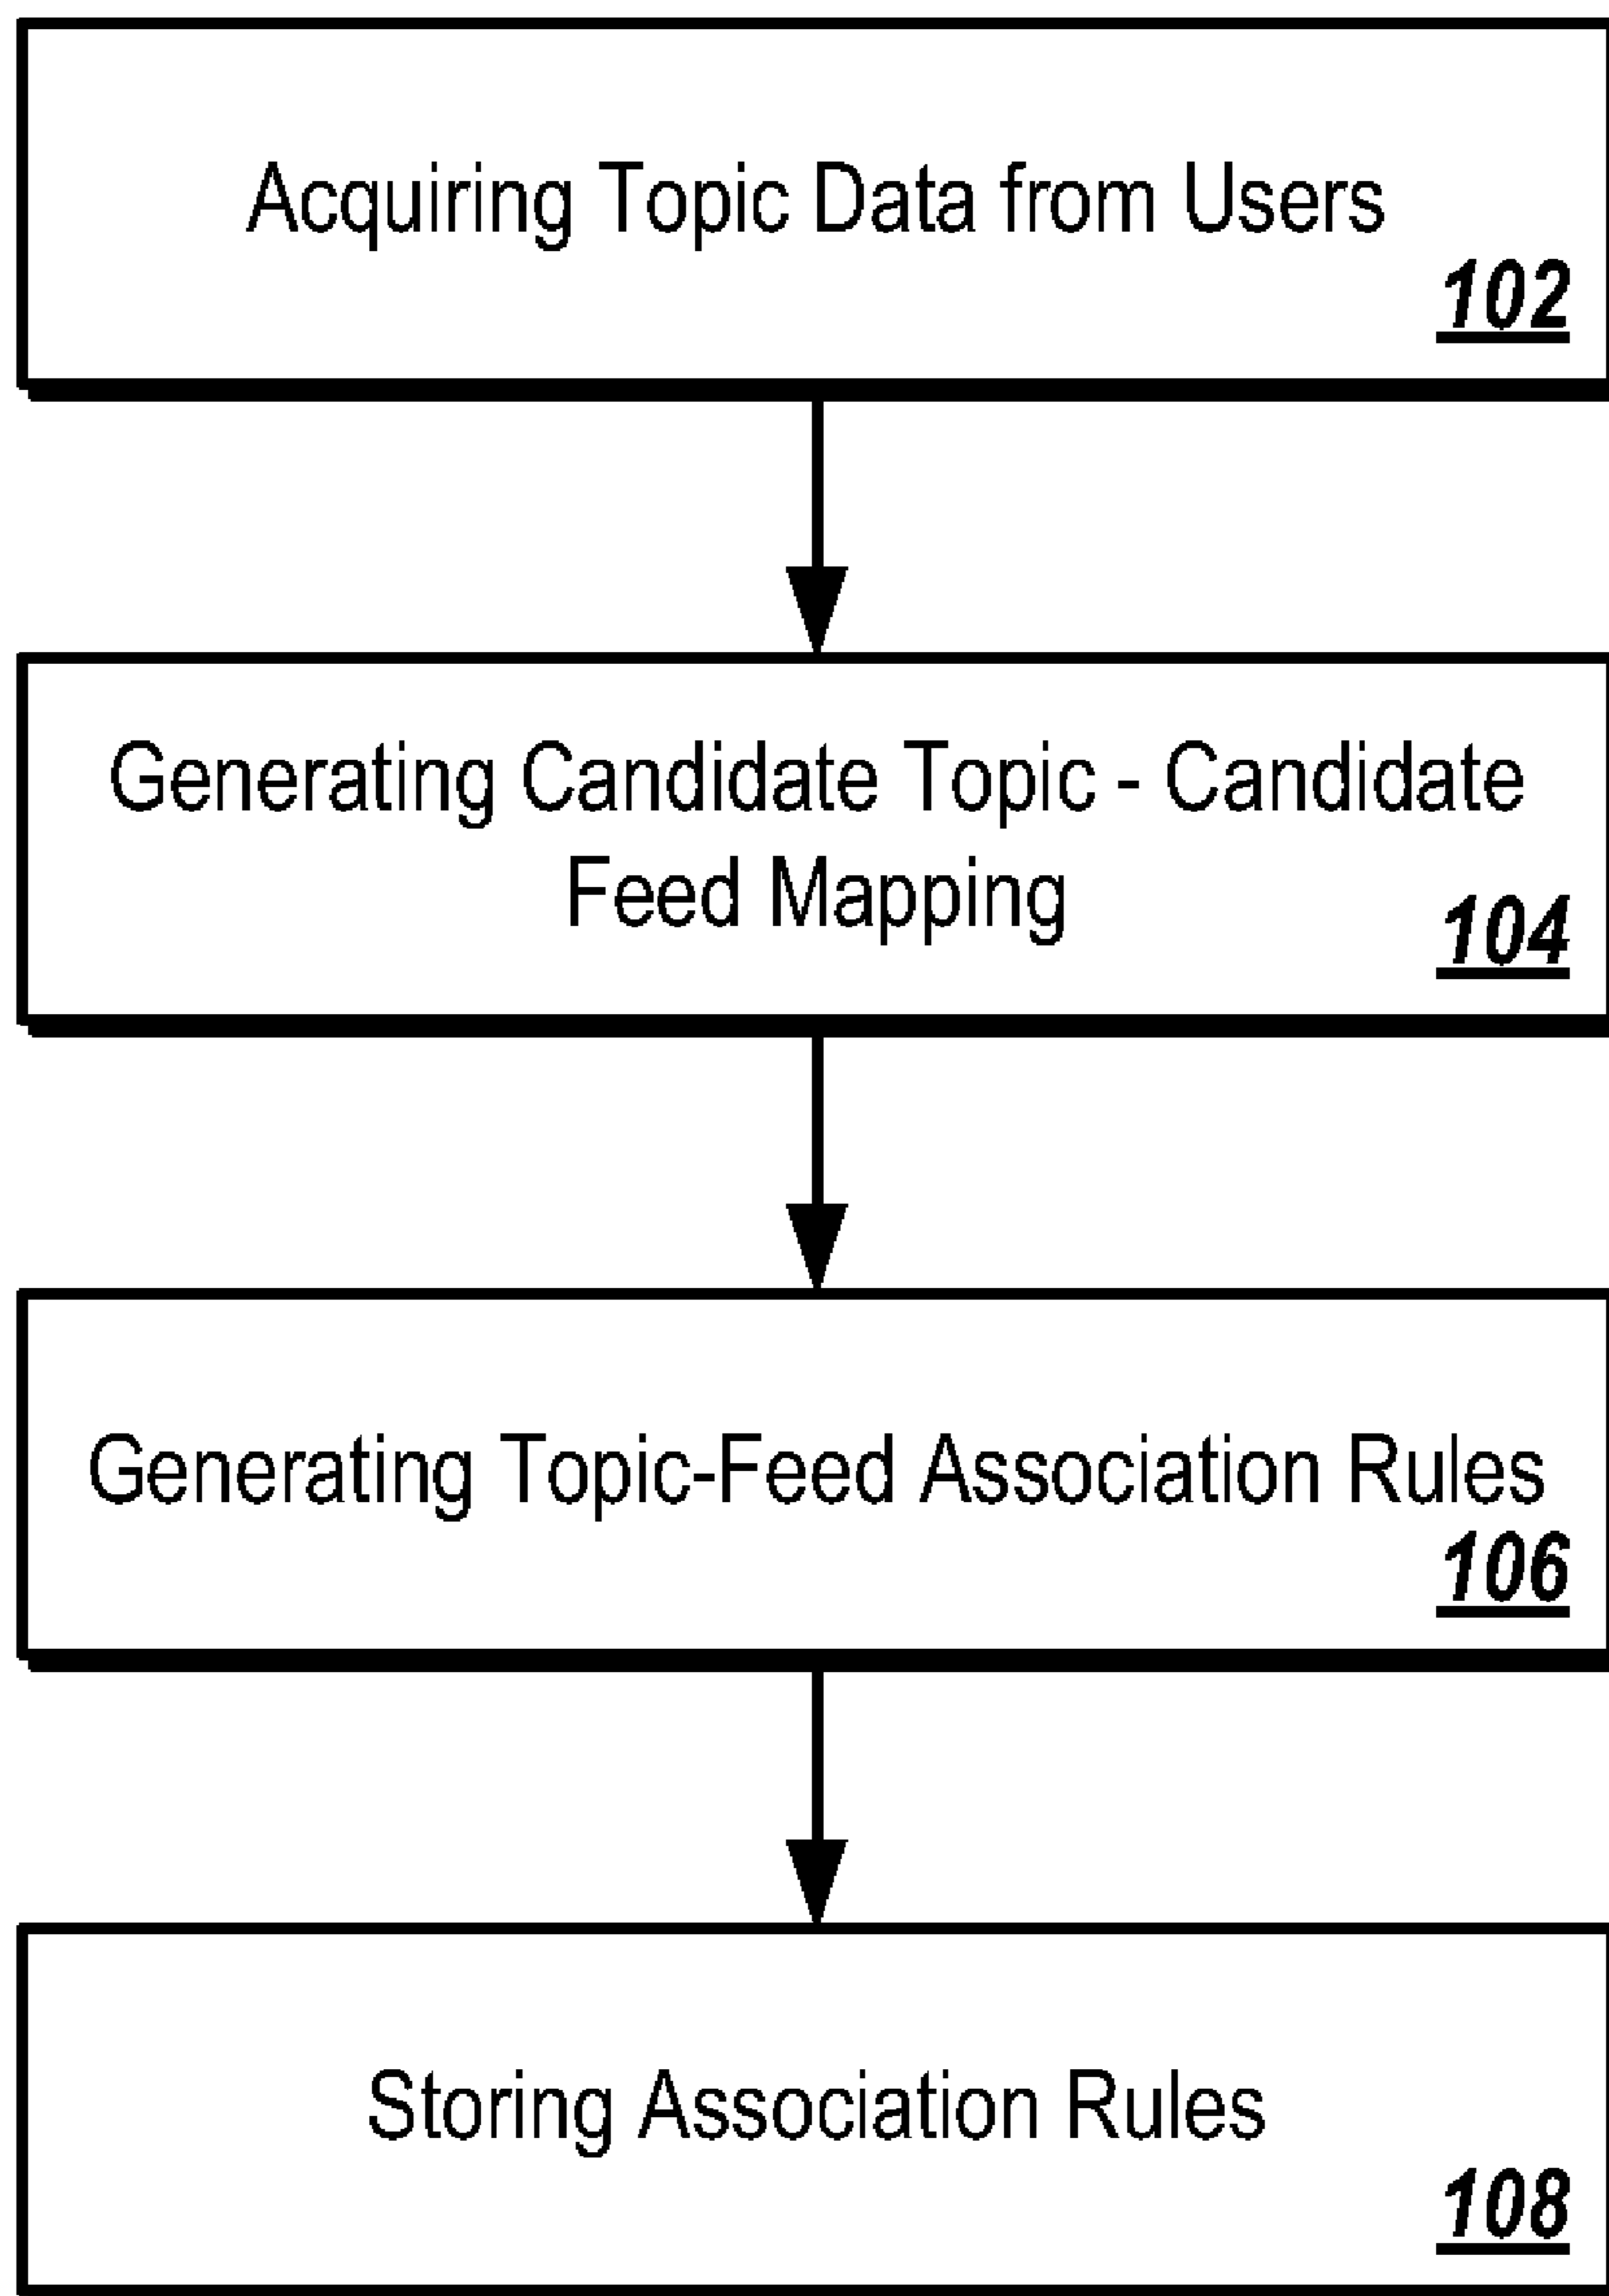 Acquiring Topic Data from Users
102
Generating Candidate Topic - Candidate
Feed Mapping
104
Generating Topic-Feed Association Rules
106
Storing Association Rules
108